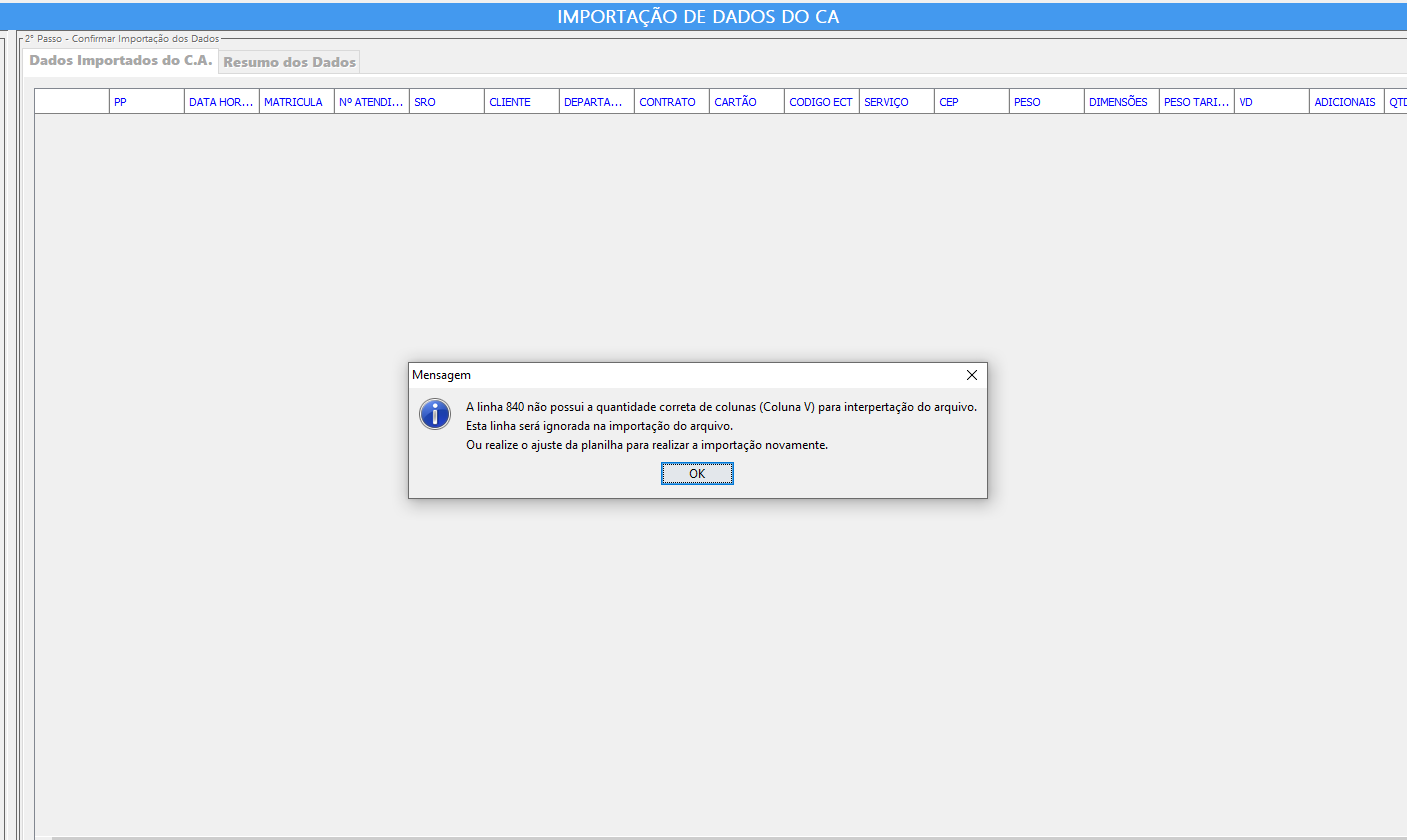 IMPORTAÇÃO DE DADOS DO CA
2° Passo - Confirmar Importação dos Dados
Dados Importados do C.A. Resumo dos Dados
PP DATA HOR... MATRICULA Nº ATENDI... SRO CLIENTE DEPARTA... CONTRATO CARTÃO CODIGO ECT SERVIÇO CEP PESO DIMENSÕES PESO TARI... VD ADICIONAIS QTD
Mensagem
A linha 840 não possui a quantidade correta de colunas (Coluna V) para interpertação do arquivo.
Esta linha será ignorada na importação do arquivo.
Ou realize o ajuste da planilha para realizar a importação novamente.
OK